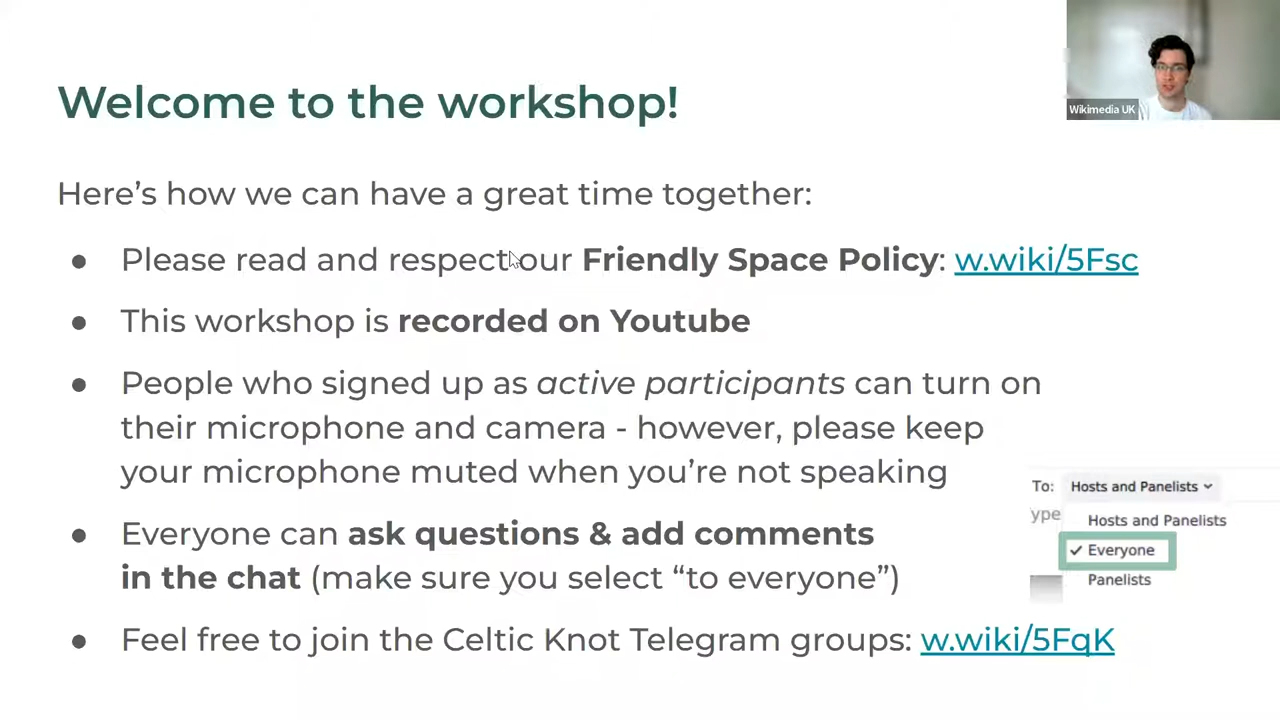 Wikimedia UK
Welcome to the workshop!
Here’s how we can have a great time together:
● Please read and respect our Friendly Space Policy: w.wiki/5Fsc
● This workshop is recorded on Youtube
● People who signed up as active participants can turn on
their microphone and camera - however, please keep
your microphone muted when you’re not speaking
● Everyone can ask questions & add comments
in the chat (make sure you select “to everyone”)
● Feel free to join the Celtic Knot Telegram groups: w.wiki/5FqK
To: Hosts and Panelists
ype
Hosts and Panelists
✓ Everyone
Panelists